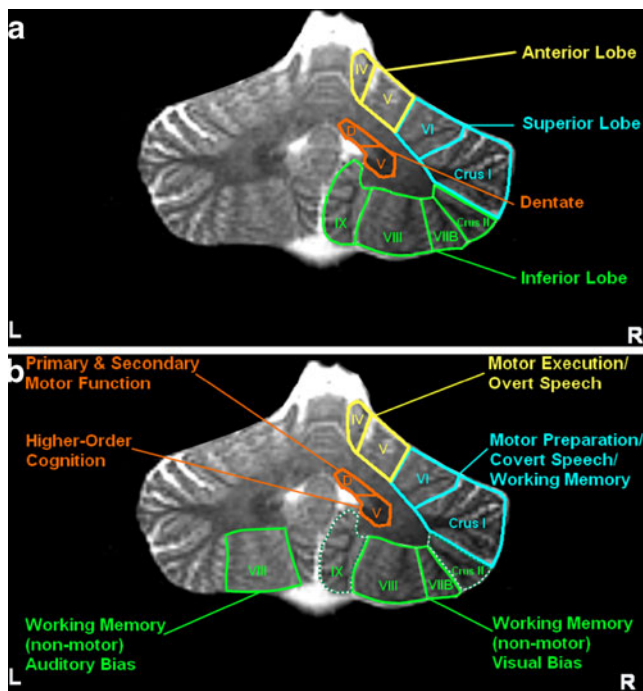 a
IV
V
Anterior Lobe
VI
Superior Lobe
D
V
Crus I
Dentate
IX
VIII
VIIB
Crus II
Inferior Lobe
L
R
b
Primary & Secondary
Motor Function
Motor Execution/
Overt Speech
IV
V
Higher-Order
Cognition
Motor Preparation/
Covert Speech/
Working Memory
VI
D
V
Crus I
VIII
IX
VIII
VIIB
Crus II
Working Memory
(non-motor)
Auditory Bias
Working Memory
(non-motor)
Visual Bias
L
R